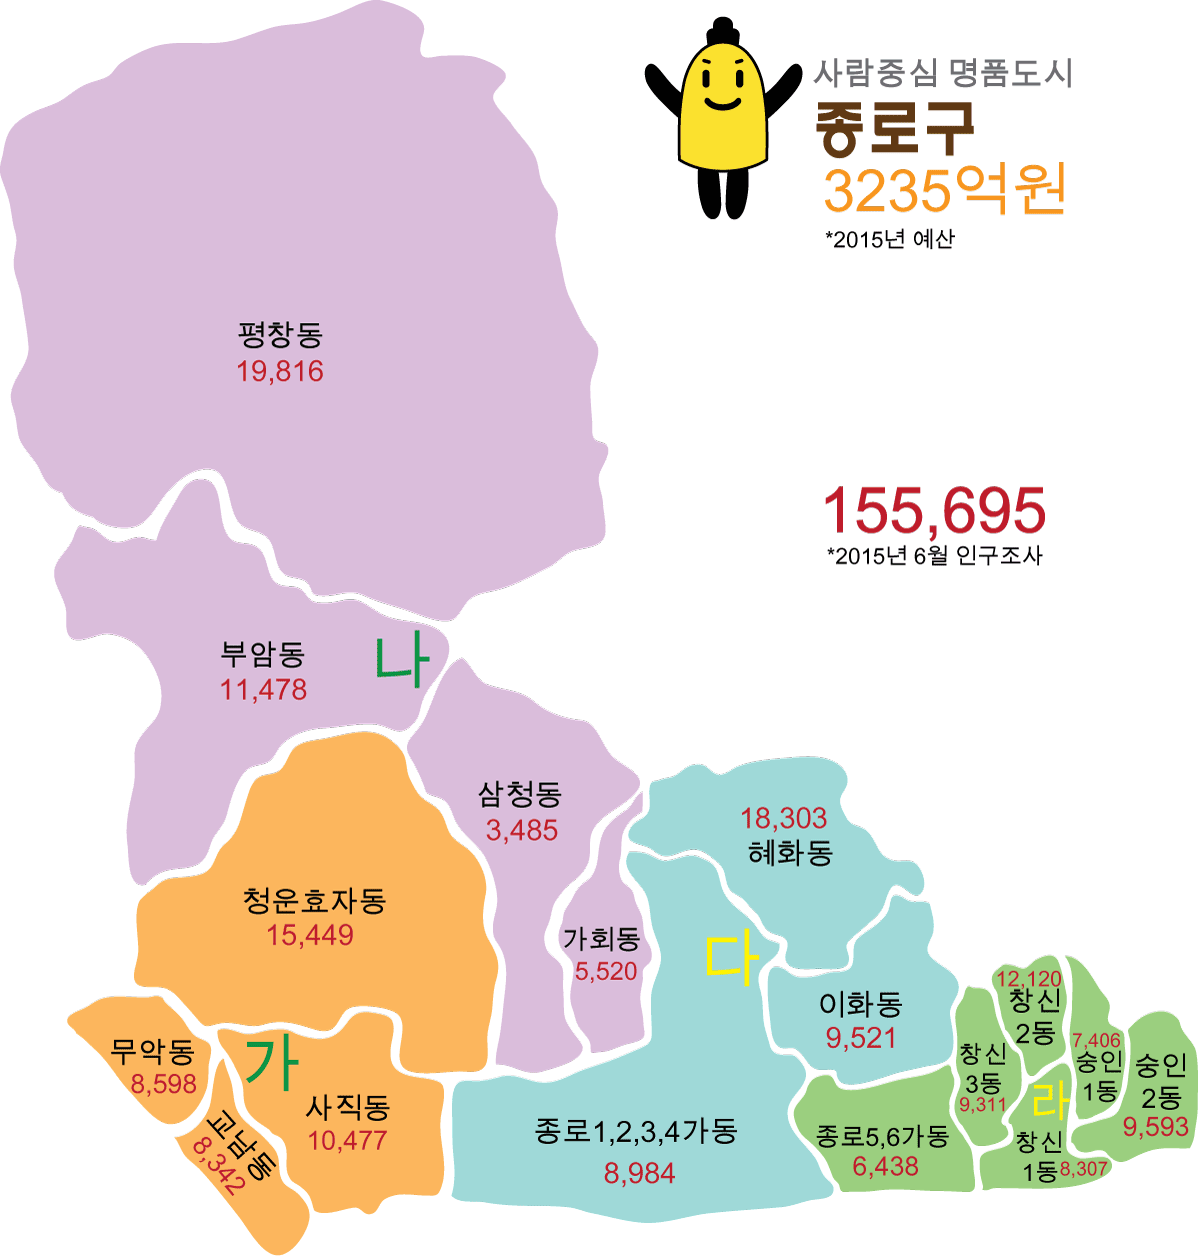 사람중심 명품도시
종로구
3235억원
*2015년 예산
평창동
19,816
155,695
*2015년 6월 인구조사
부암동
11,478
나
삼청동
3,485
18,303
혜화동
청운효자동
15,449
가회동
5,520
다
이화동
9,521
12,120
창신
2동
7,406
숭인
1동
창신
3동
9,311
숭인
2동
9,593
무악동
8,598
가
사직동
10,477
라
교남동
8,342
종로1,2,3,4가동
8,984
종로5,6가동
6,438
창신
1동
8,307